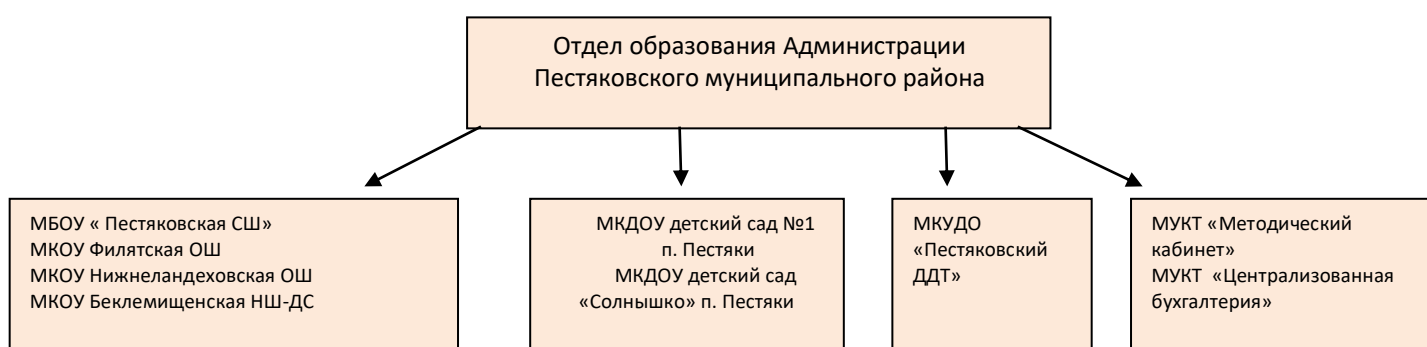 Отдел образования Администрации
Пестяковского муниципального района
МБОУ « Пестяковская СШ»
МКОУ Филятская ОШ
МКОУ Нижнеландеховская ОШ
МКОУ Беклемищенская НШ-ДС
МКДОУ детский сад №1
п. Пестяки
МКДОУ детский сад
«Солнышко» п. Пестяки
МКУДО
«Пестяковский
ДДТ»
МУКТ «Методический
кабинет»
МУКТ «Централизованная
бухгалтерия»